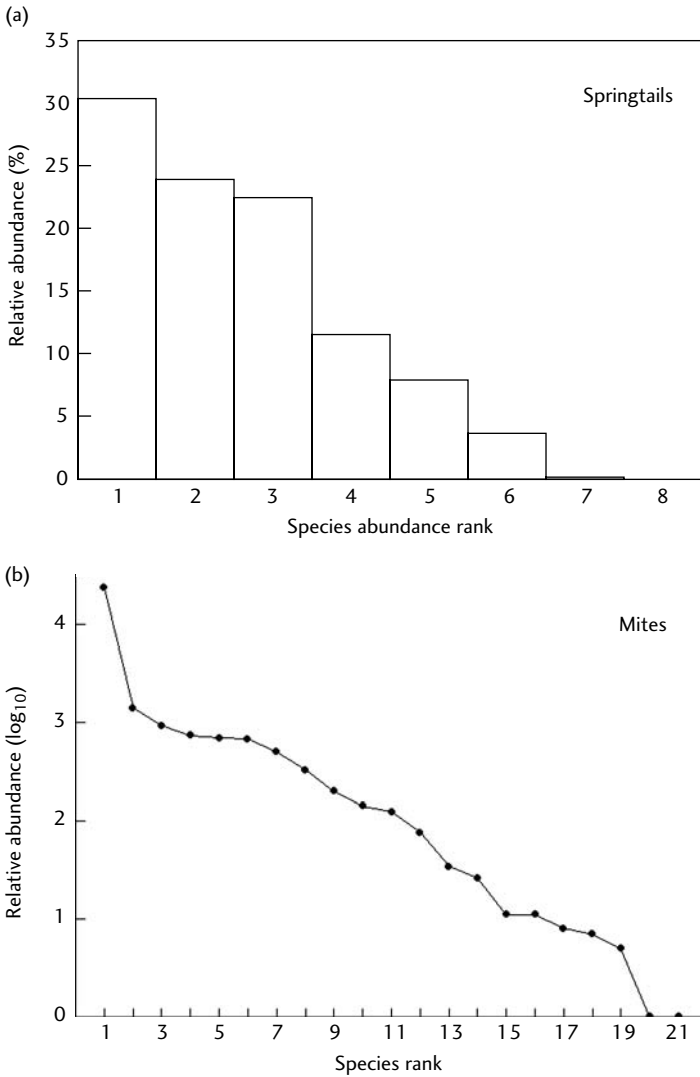 (a)
35
30
25
20
15
10
5
0
Relative abundance (%)
Springtails
1 2 3 4 5 6 7 8
Species abundance rank
(b)
4
3
2
1
0
Relative abundance (log10)
Mites
1 3 5 7 9 11 13 15 17 19 21
Species rank